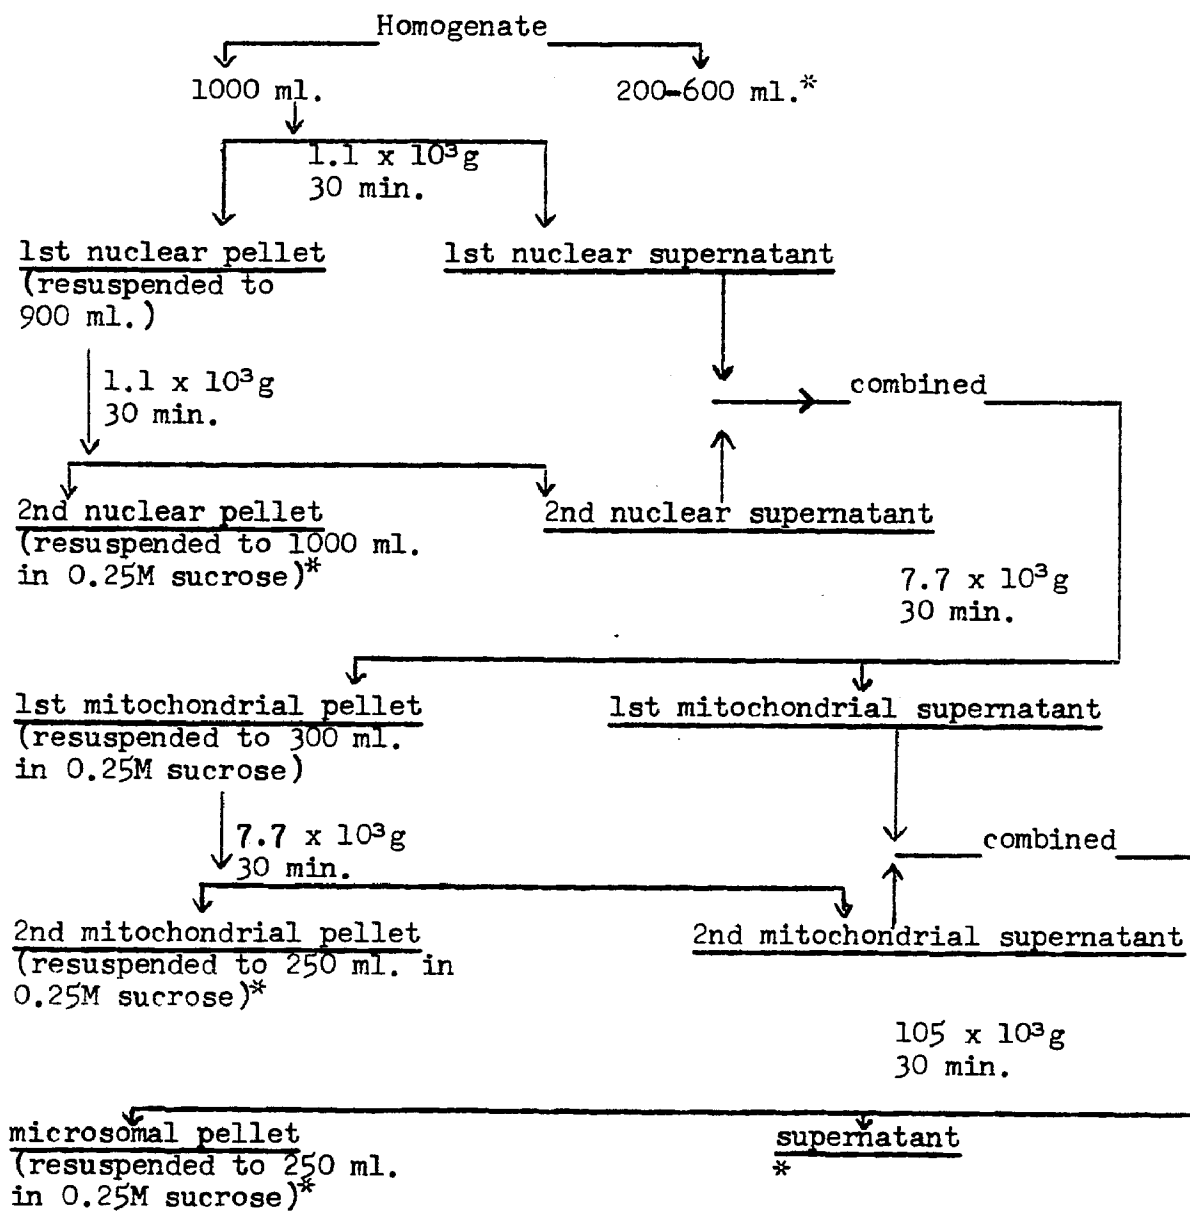 Homogenate
1000 ml.
200-600 ml.*
1.1 x 10³g
30 min.
1st nuclear pellet
(resuspended to
900 ml.)
1st nuclear supernatant
1.1 x 10³g
30 min.
combined
2nd nuclear pellet
(resuspended to 1000 ml.
in 0.25M sucrose)*
2nd nuclear supernatant
7.7 x 10³g
30 min.
1st mitochondrial pellet
(resuspended to 300 ml.
in 0.25M sucrose)
1st mitochondrial supernatant
7.7 x 10³g
30 min.
combined
2nd mitochondrial pellet
(resuspended to 250 ml. in
0.25M sucrose)*
2nd mitochondrial supernatant
105 x 10³g
30 min.
microsomal pellet
(resuspended to 250 ml.
in 0.25M sucrose)*
supernatant
*